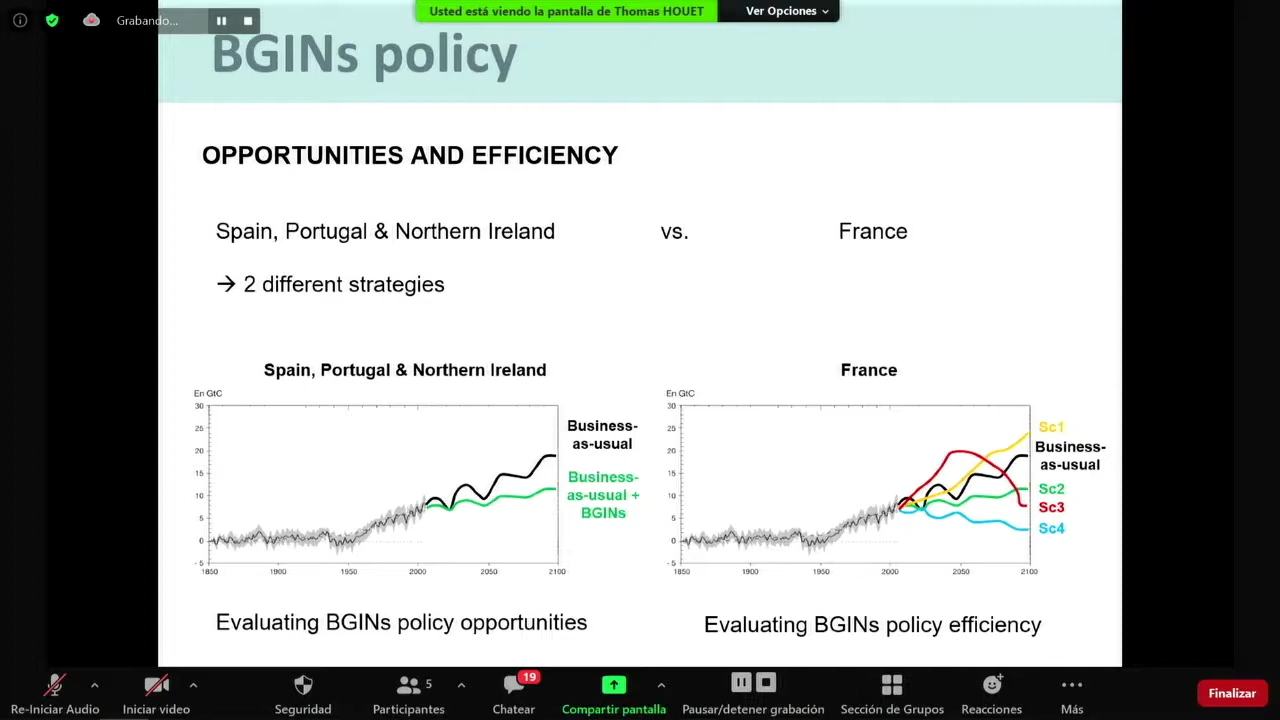 Grabando...
Usted está viendo la pantalla de Thomas HOUET
Ver Opciones
BGINs policy
OPPORTUNITIES AND EFFICIENCY
Spain, Portugal & Northern Ireland vs. France
→ 2 different strategies
Spain, Portugal & Northern Ireland
En GtC
30
25
20
15
10
5
0
- 5
1850 1900 1950 2000 2050 2100
Business-
as-usual
Business-
as-usual +
BGINs
Evaluating BGINs policy opportunities
France
En GtC
30
25
20
15
10
5
0
- 5
1850 1900 1950 2000 2050 2100
Sc1
Business-
as-usual
Sc2
Sc3
Sc4
Evaluating BGINs policy efficiency
5
19
Re-Iniciar Audio
Iniciar video
Seguridad
Participantes
Chatear
Compartir pantalla
Pausar/detener grabación
Sección de Grupos
Reacciones
Más
Finalizar